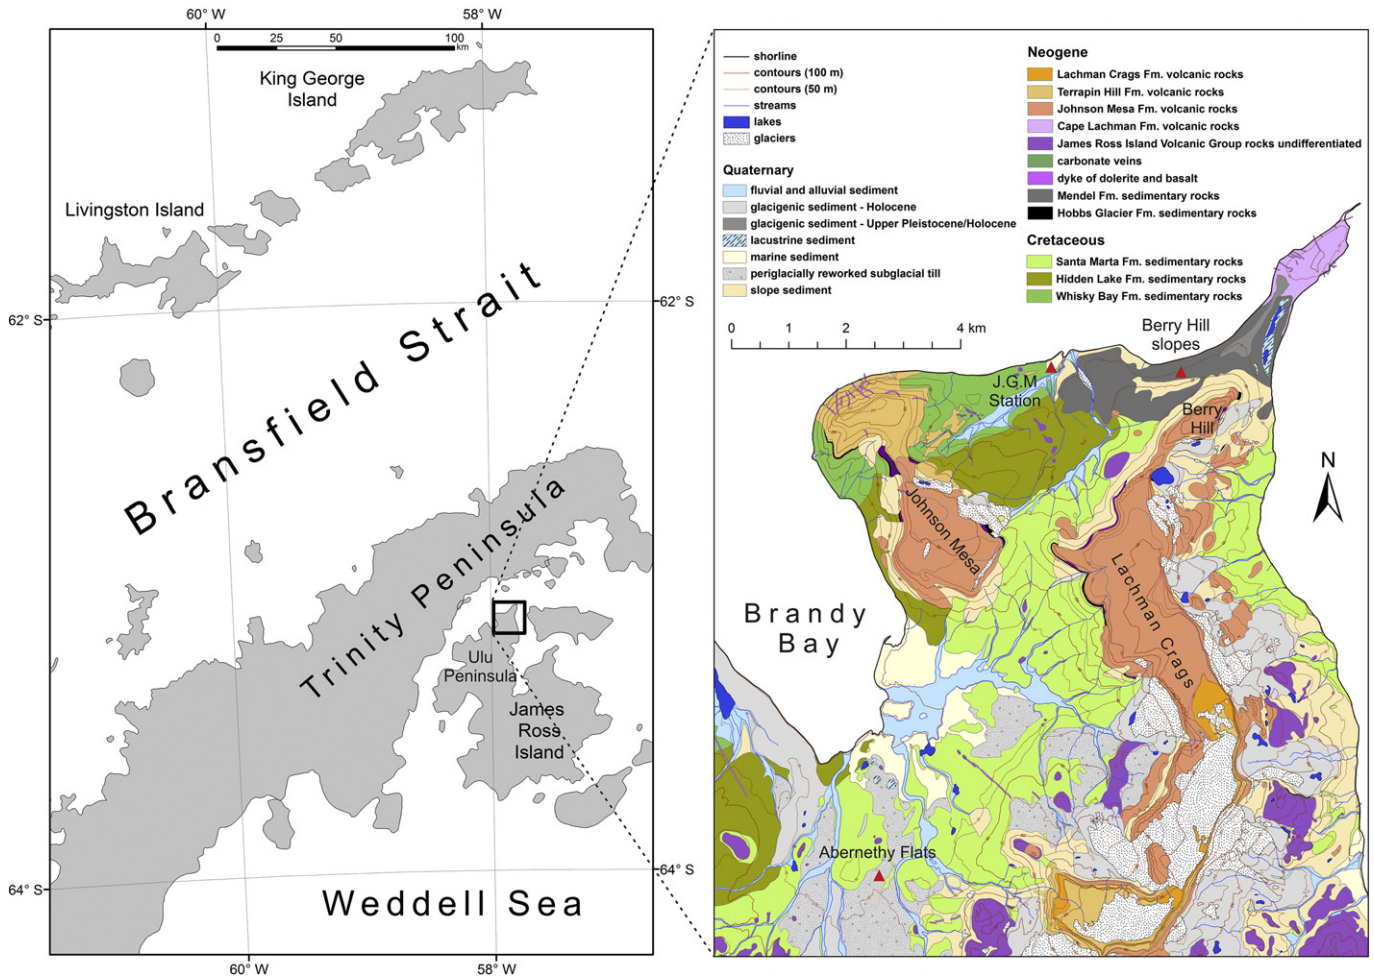 60° W
58° W
0
25
50
100
km
King George
Island
Livingston Island
62° S
62° S
Bransfield Strait
Trinity Peninsula
Ulu
Peninsula
James
Ross
Island
64° S
64° S
Weddell Sea
60° W
58° W
shorline
contours (100 m)
contours (50 m)
streams
lakes
glaciers
Quaternary
fluvial and alluvial sediment
glacigenic sediment - Holocene
glacigenic sediment - Upper Pleistocene/Holocene
lacustrine sediment
marine sediment
periglacially reworked subglacial till
slope sediment
Neogene
Lachman Crags Fm. volcanic rocks
Terrapin Hill Fm. volcanic rocks
Johnson Mesa Fm. volcanic rocks
Cape Lachman Fm. volcanic rocks
James Ross Island Volcanic Group rocks undifferentiated
carbonate veins
dyke of dolerite and basalt
Mendel Fm. sedimentary rocks
Hobbs Glacier Fm. sedimentary rocks
Cretaceous
Santa Marta Fm. sedimentary rocks
Hidden Lake Fm. sedimentary rocks
Whisky Bay Fm. sedimentary rocks
0 1 2 4 km
Berry Hill
slopes
J.G.M
Station
Berry
Hill
N
Johnson Mesa
Lachman Crags
Brandy
Bay
Abernethy Flats